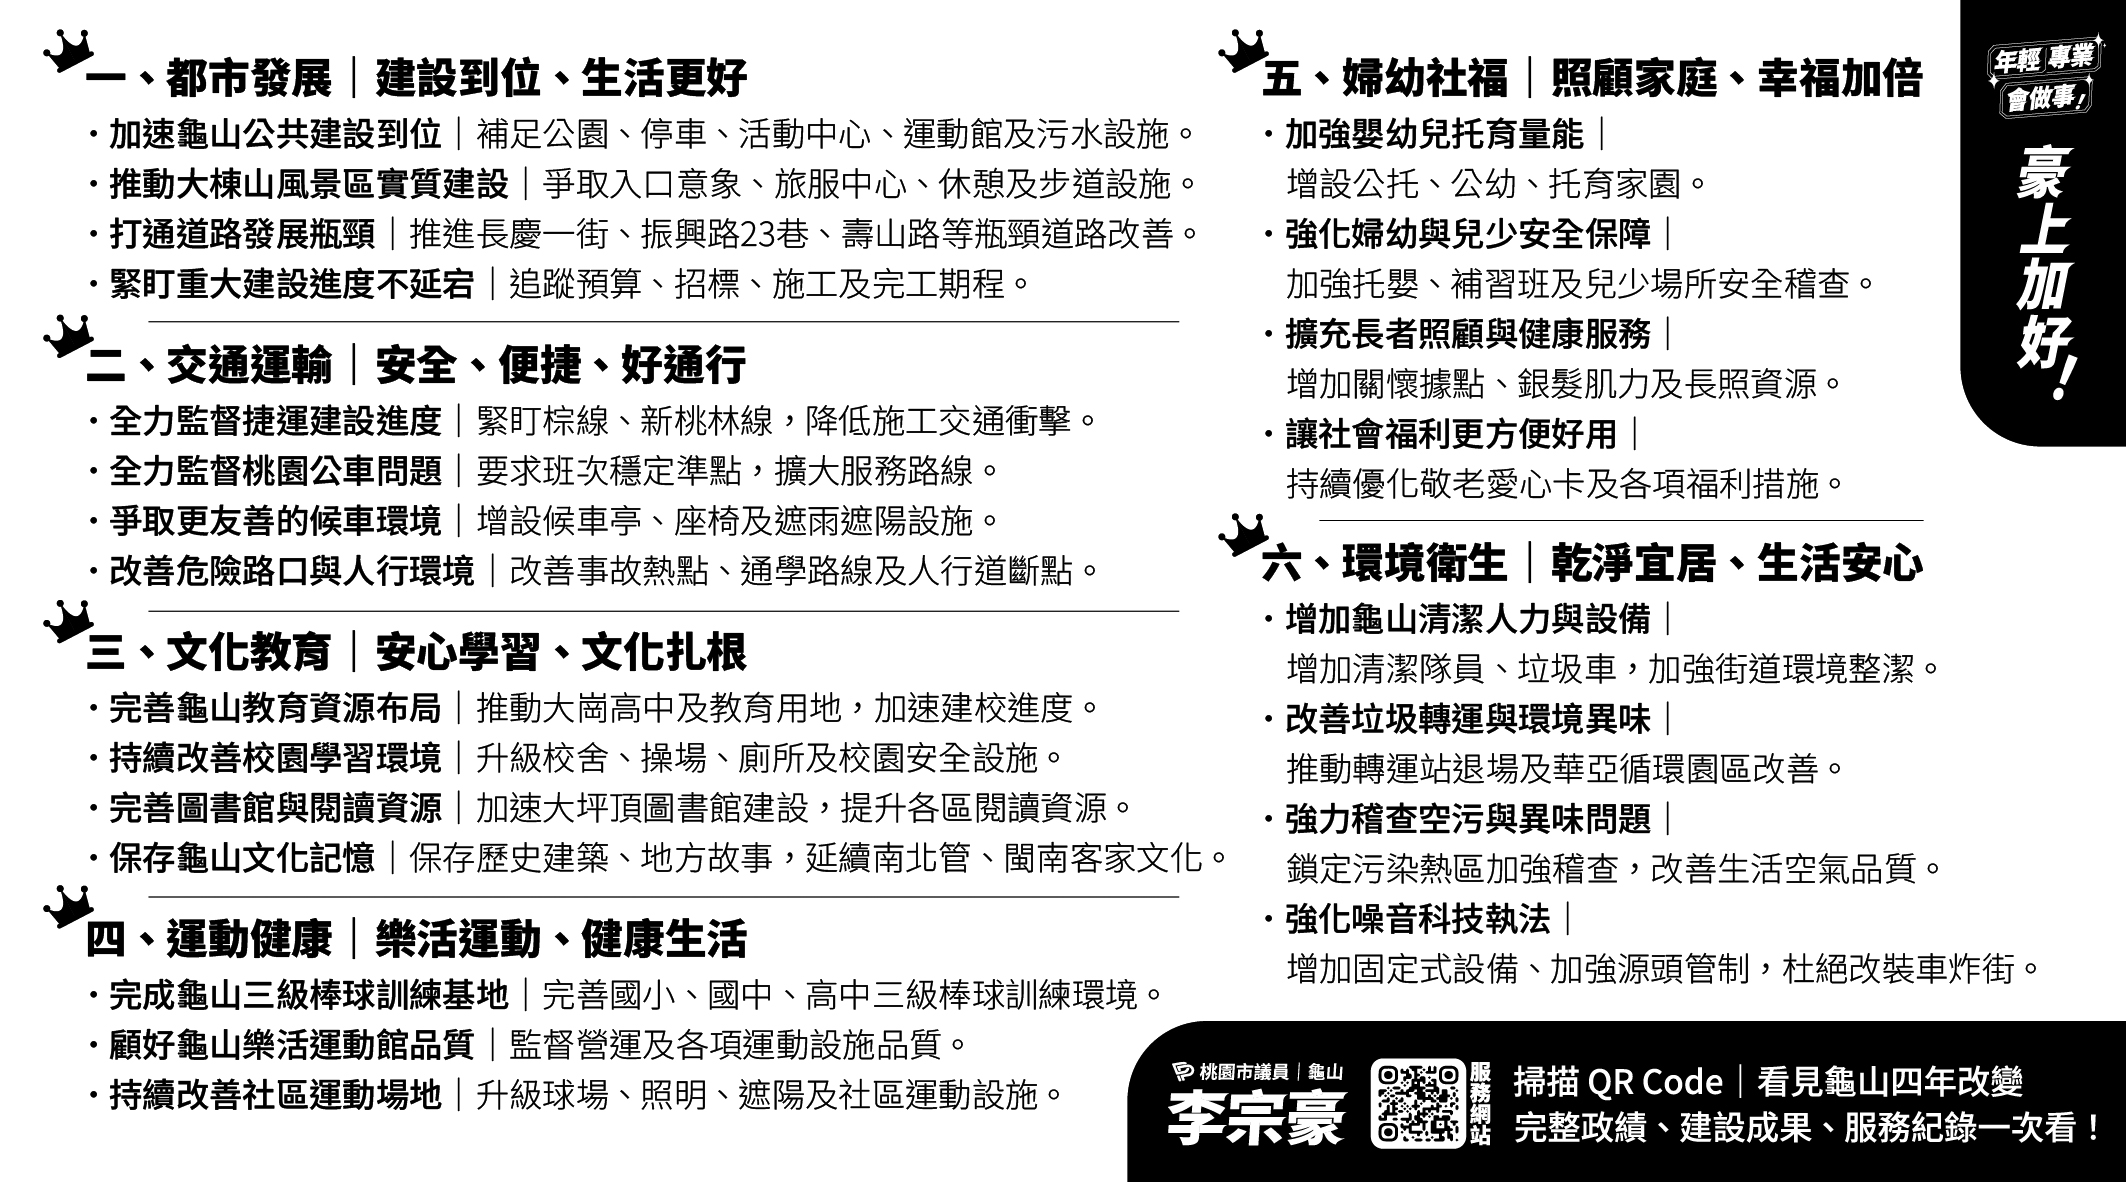 一、都市發展｜建設到位、生活更好
・加速龜山公共建設到位｜補足公園、停車、活動中心、運動館及污水設施。
・推動大棟山風景區實質建設｜爭取入口意象、旅服中心、休憩及步道設施。
・打通道路發展瓶頸｜推進長慶一街、振興路23巷、壽山路等瓶頸道路改善。
・緊盯重大建設進度不延宕｜追蹤預算、招標、施工及完工期程。
二、交通運輸｜安全、便捷、好通行
・全力監督捷運建設進度｜緊盯棕線、新桃林線，降低施工交通衝擊。
・全力監督桃園公車問題｜要求班次穩定準點，擴大服務路線。
・爭取更友善的候車環境｜增設候車亭、座椅及遮雨遮陽設施。
・改善危險路口與人行環境｜改善事故熱點、通學路線及人行道斷點。
三、文化教育｜安心學習、文化扎根
・完善龜山教育資源布局｜推動大崗高中及教育用地，加速建校進度。
・持續改善校園學習環境｜升級校舍、操場、廁所及校園安全設施。
・完善圖書館與閱讀資源｜加速大坪頂圖書館建設，提升各區閱讀資源。
・保存龜山文化記憶｜保存歷史建築、地方故事，延續南北管、閩南客家文化。
四、運動健康｜樂活運動、健康生活
・完成龜山三級棒球訓練基地｜完善國小、國中、高中三級棒球訓練環境。
・顧好龜山樂活運動館品質｜監督營運及各項運動設施品質。
・持續改善社區運動場地｜升級球場、照明、遮陽及社區運動設施。
五、婦幼社福｜照顧家庭、幸福加倍
・加強嬰幼兒托育量能｜
增設公托、公幼、托育家園。
・強化婦幼與兒少安全保障｜
加強托嬰、補習班及兒少場所安全稽查。
・擴充長者照顧與健康服務｜
增加關懷據點、銀髮肌力及長照資源。
・讓社會福利更方便好用｜
持續優化敬老愛心卡及各項福利措施。
六、環境衛生｜乾淨宜居、生活安心
・增加龜山清潔人力與設備｜
增加清潔隊員、垃圾車，加強街道環境整潔。
・改善垃圾轉運與環境異味｜
推動轉運站退場及華亞循環園區改善。
・強力稽查空污與異味問題｜
鎖定污染熱區加強稽查，改善生活空氣品質。
・強化噪音科技執法｜
增加固定式設備、加強源頭管制，杜絕改裝車炸街。
年輕 專業
會做事！
豪上加好！
桃園市議員｜龜山
李宗豪
服務網站
掃描 QR Code｜看見龜山四年改變
完整政績、建設成果、服務紀錄一次看！